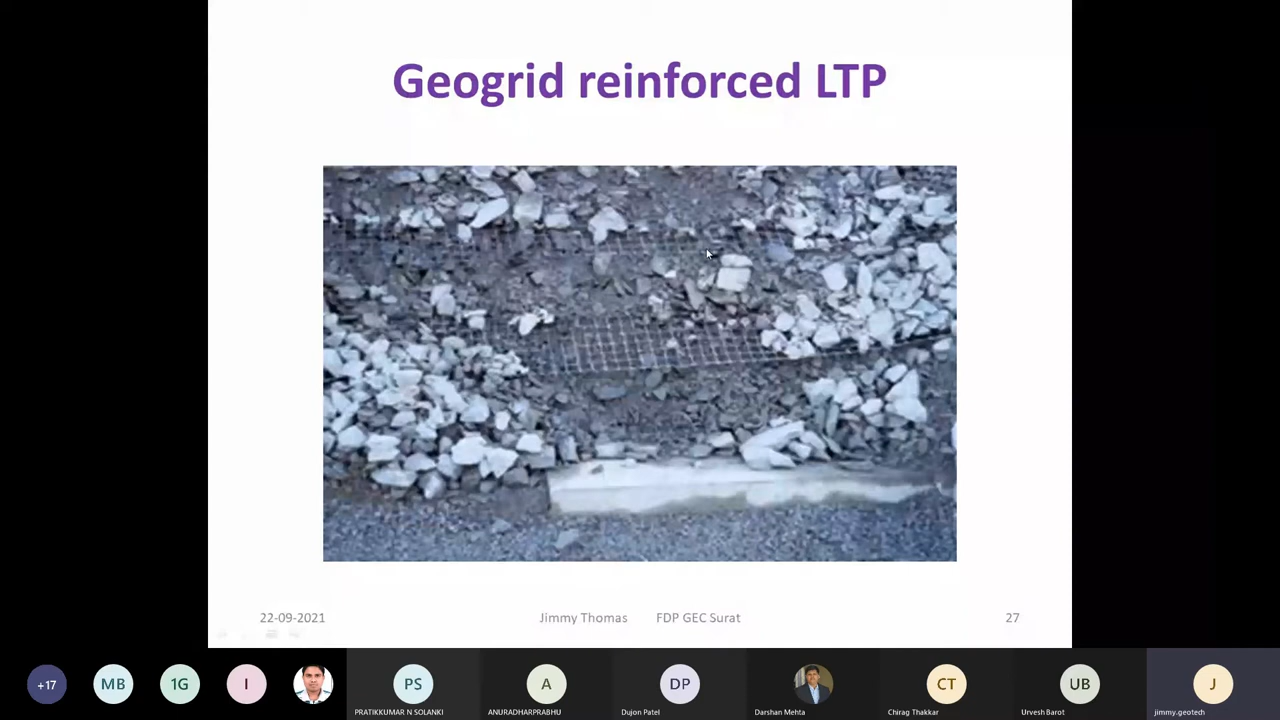 Geogrid reinforced LTP
22-09-2021 Jimmy Thomas FDP GEC Surat 27
+17 MB 1G I PS A DP CT UB J
PRATIKKUMAR N SOLANKI ANURADHARPRABHU Dujon Patel Darshan Mehta Chirag Thakkar Urvesh Barot jimmy.geotech